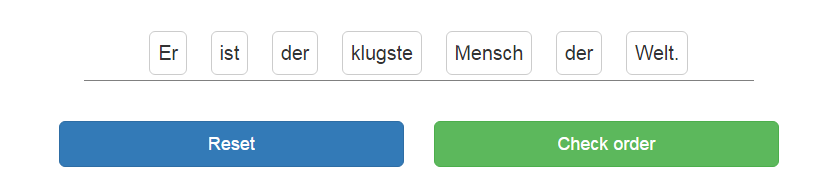 Er ist der klugste Mensch der Welt.
Reset Check order